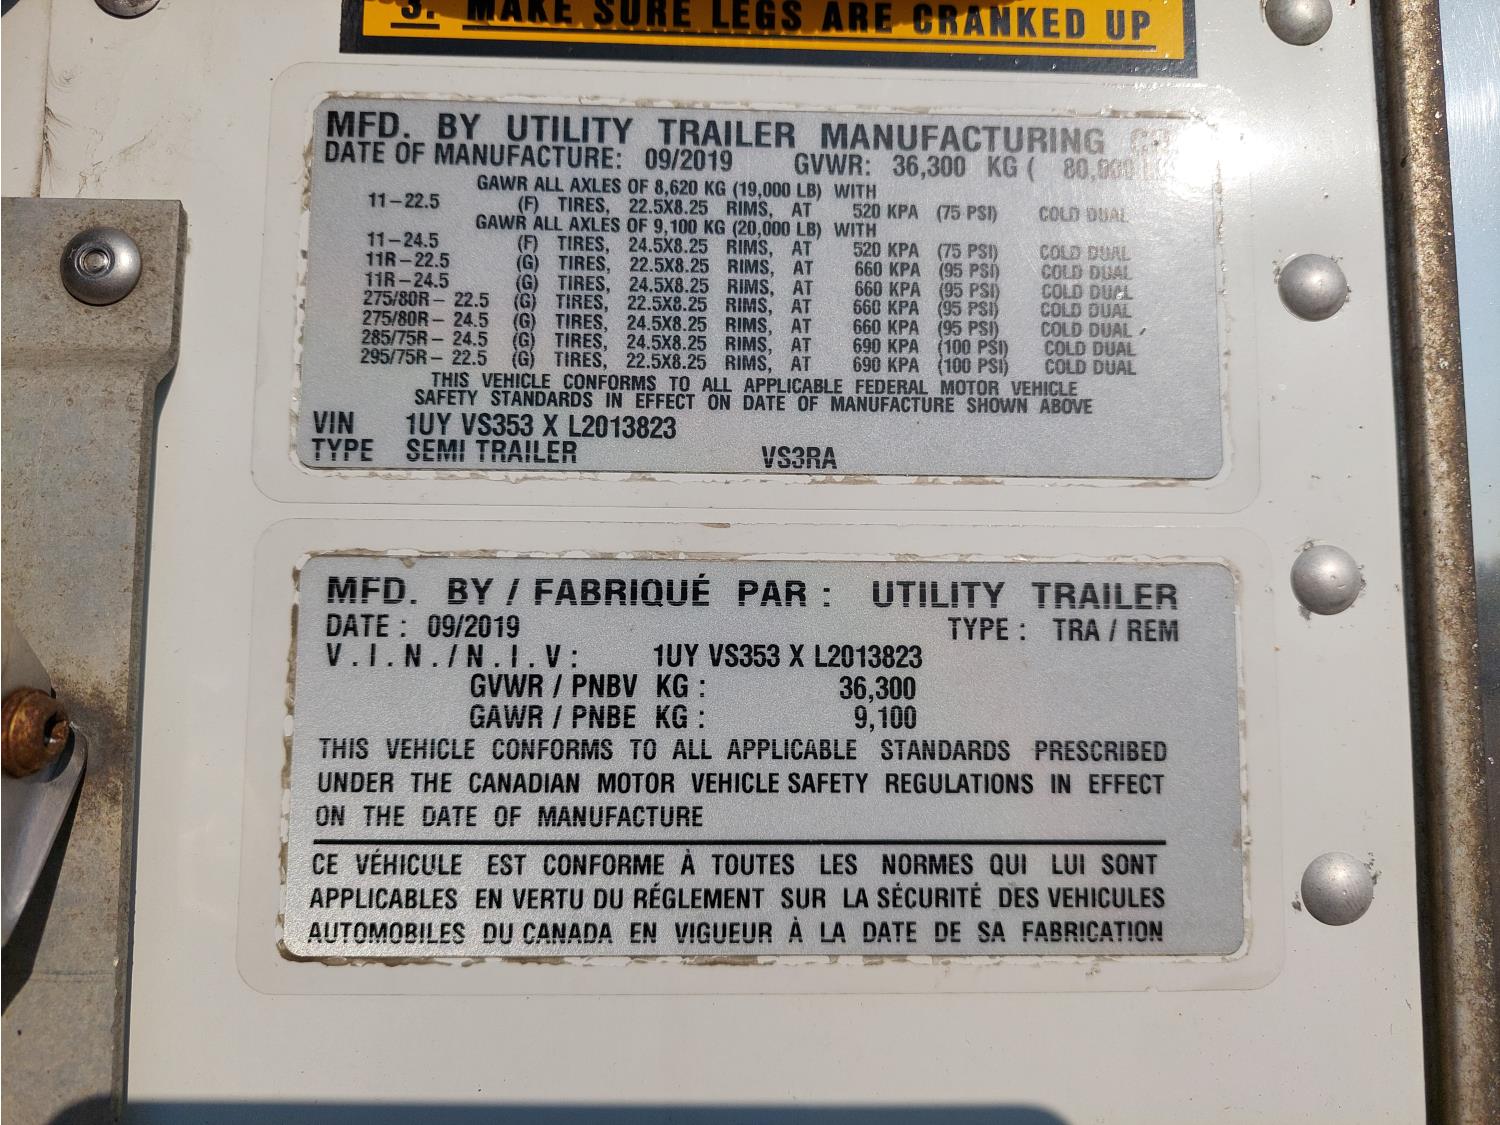 3. MAKE SURE LEGS ARE CRANKED UP
MFD. BY UTILITY TRAILER MANUFACTURING CO.
DATE OF MANUFACTURE: 09/2019 GVWR: 36,300 KG ( 80,000 LB)
GAWR ALL AXLES OF 8,620 KG (19,000 LB) WITH
11-22.5 (F) TIRES, 22.5X8.25 RIMS, AT 520 KPA (75 PSI) COLD DUAL
GAWR ALL AXLES OF 9,100 KG (20,000 LB) WITH
11-24.5 (F) TIRES, 24.5X8.25 RIMS, AT 520 KPA (75 PSI) COLD DUAL
11R-22.5 (G) TIRES, 22.5X8.25 RIMS, AT 660 KPA (95 PSI) COLD DUAL
11R-24.5 (G) TIRES, 24.5X8.25 RIMS, AT 660 KPA (95 PSI) COLD DUAL
275/80R- 22.5 (G) TIRES, 22.5X8.25 RIMS, AT 660 KPA (95 PSI) COLD DUAL
275/80R- 24.5 (G) TIRES, 24.5X8.25 RIMS, AT 660 KPA (95 PSI) COLD DUAL
285/75R- 24.5 (G) TIRES, 24.5X8.25 RIMS, AT 690 KPA (100 PSI) COLD DUAL
295/75R- 22.5 (G) TIRES, 22.5X8.25 RIMS, AT 690 KPA (100 PSI) COLD DUAL
THIS VEHICLE CONFORMS TO ALL APPLICABLE FEDERAL MOTOR VEHICLE
SAFETY STANDARDS IN EFFECT ON DATE OF MANUFACTURE SHOWN ABOVE
VIN 1UY VS353 X L2013823
TYPE SEMI TRAILER VS3RA
MFD. BY / FABRIQUÉ PAR : UTILITY TRAILER
DATE : 09/2019 TYPE : TRA / REM
V.I.N./N.I.V: 1UY VS353 X L2013823
GVWR / PNBV KG : 36,300
GAWR / PNBE KG : 9,100
THIS VEHICLE CONFORMS TO ALL APPLICABLE STANDARDS PRESCRIBED
UNDER THE CANADIAN MOTOR VEHICLE SAFETY REGULATIONS IN EFFECT
ON THE DATE OF MANUFACTURE
CE VÉHICULE EST CONFORME À TOUTES LES NORMES QUI LUI SONT
APPLICABLES EN VERTU DU RÉGLEMENT SUR LA SÉCURITÉ DES VEHICULES
AUTOMOBILES DU CANADA EN VIGUEUR À LA DATE DE SA FABRICATION